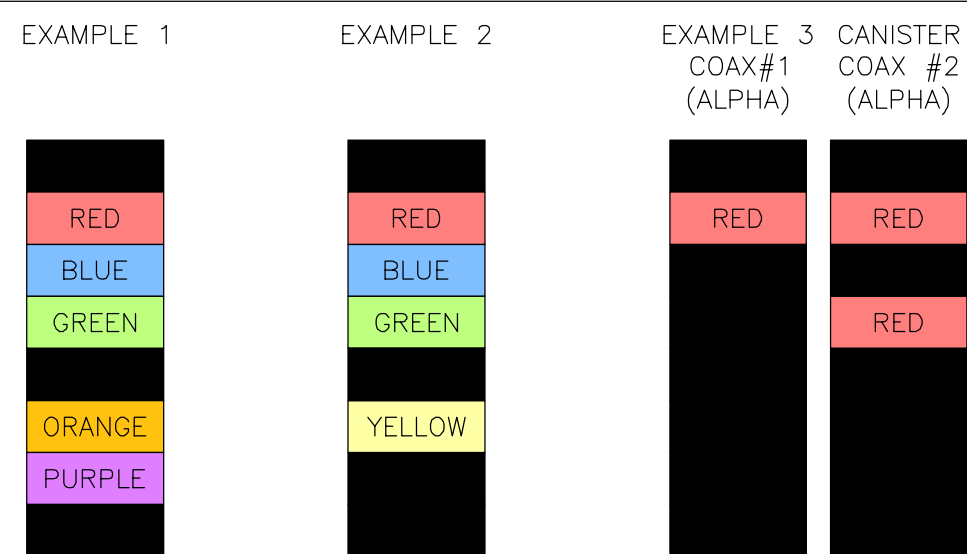 EXAMPLE 1
RED
BLUE
GREEN
ORANGE
PURPLE
EXAMPLE 2
RED
BLUE
GREEN
YELLOW
EXAMPLE 3
COAX#1
(ALPHA)
RED
CANISTER
COAX #2
(ALPHA)
RED
RED